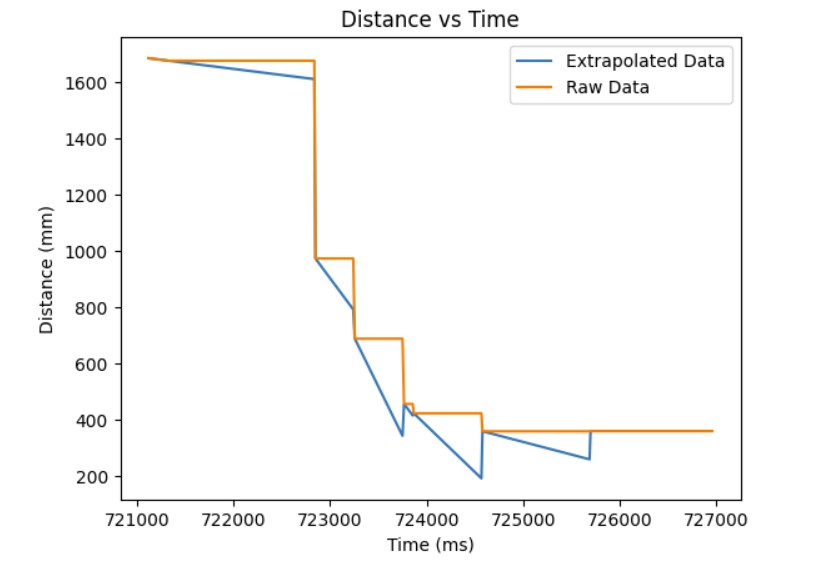 Distance vs Time
Extrapolated Data
Raw Data
1600
1400
1200
1000
800
600
400
200
Distance (mm)
721000 722000 723000 724000 725000 726000 727000
Time (ms)